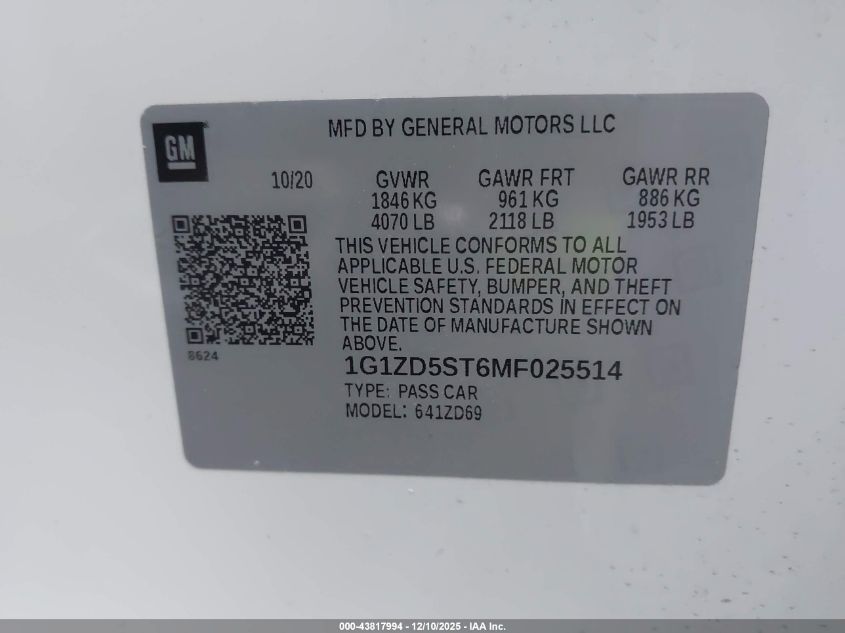 MFD BY GENERAL MOTORS LLC
GM
10/20
GVWR GAWR FRT GAWR RR
1846 KG 961 KG 886 KG
4070 LB 2118 LB 1953 LB
THIS VEHICLE CONFORMS TO ALL
APPLICABLE U.S. FEDERAL MOTOR
VEHICLE SAFETY, BUMPER, AND THEFT
PREVENTION STANDARDS IN EFFECT ON
THE DATE OF MANUFACTURE SHOWN
ABOVE.
8624
1G1ZD5ST6MF025514
TYPE: PASS CAR
MODEL: 641ZD69
000-43817994 - 12/10/2025 - IAA Inc.